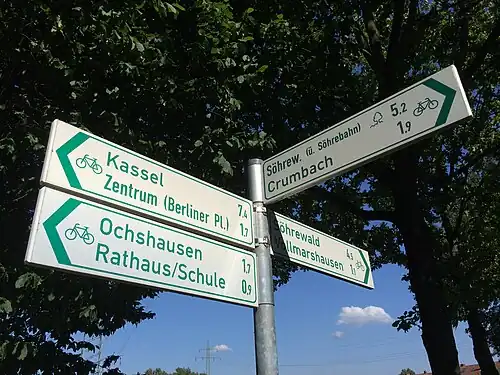 Kassel 7,4
Zentrum (Berliner Pl.) 1,7
Ochshausen 1,7
Rathaus/Schule 0,9
Söhrew. (ü. Söhrebahn) 5,2
Crumbach 1,9
Söhrewald
Vollmarshausen